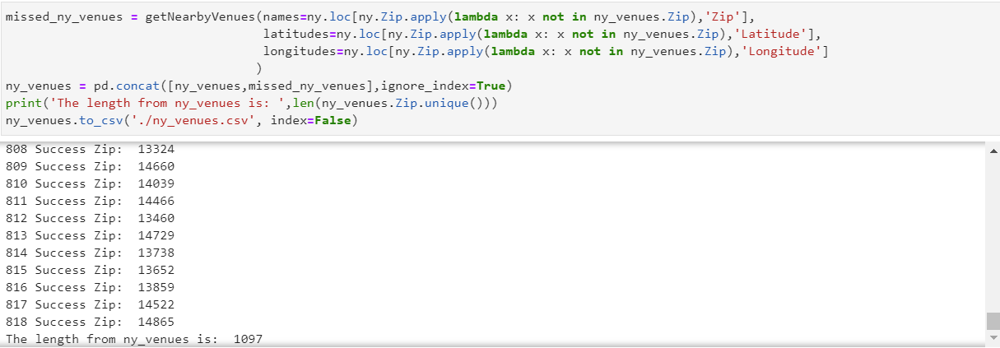 missed_ny_venues = getNearbyVenues(names=ny.loc[ny.Zip.apply(lambda x: x not in ny_venues.Zip),'Zip'],
latitudes=ny.loc[ny.Zip.apply(lambda x: x not in ny_venues.Zip),'Latitude'],
longitudes=ny.loc[ny.Zip.apply(lambda x: x not in ny_venues.Zip),'Longitude']
)
ny_venues = pd.concat([ny_venues,missed_ny_venues],ignore_index=True)
print('The length from ny_venues is: ',len(ny_venues.Zip.unique()))
ny_venues.to_csv('./ny_venues.csv', index=False)
808 Success Zip:  13324
809 Success Zip:  14660
810 Success Zip:  14039
811 Success Zip:  14466
812 Success Zip:  13460
813 Success Zip:  14729
814 Success Zip:  13738
815 Success Zip:  13652
816 Success Zip:  13859
817 Success Zip:  14522
818 Success Zip:  14865
The length from ny_venues is:  1097